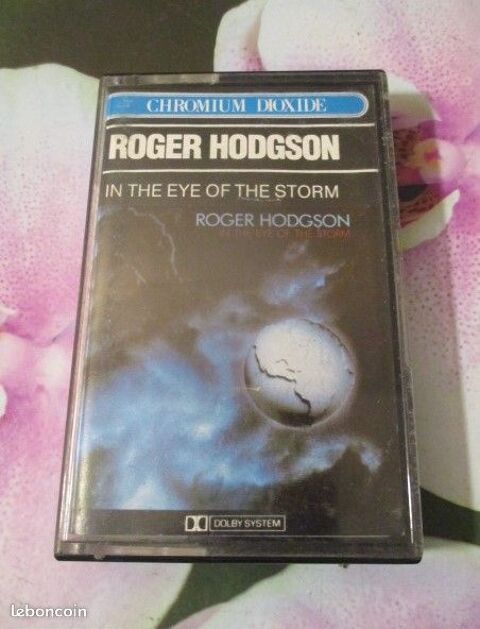 CHROMIUM DIOXIDE
ROGER HODGSON
IN THE EYE OF THE STORM
ROGER HODGSON
IN THE EYE OF THE STORM
DOLBY SYSTEM
leboncoin